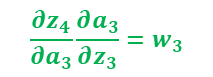 ∂z₄/∂a₃ ∂a₃/∂z₃ = w₃